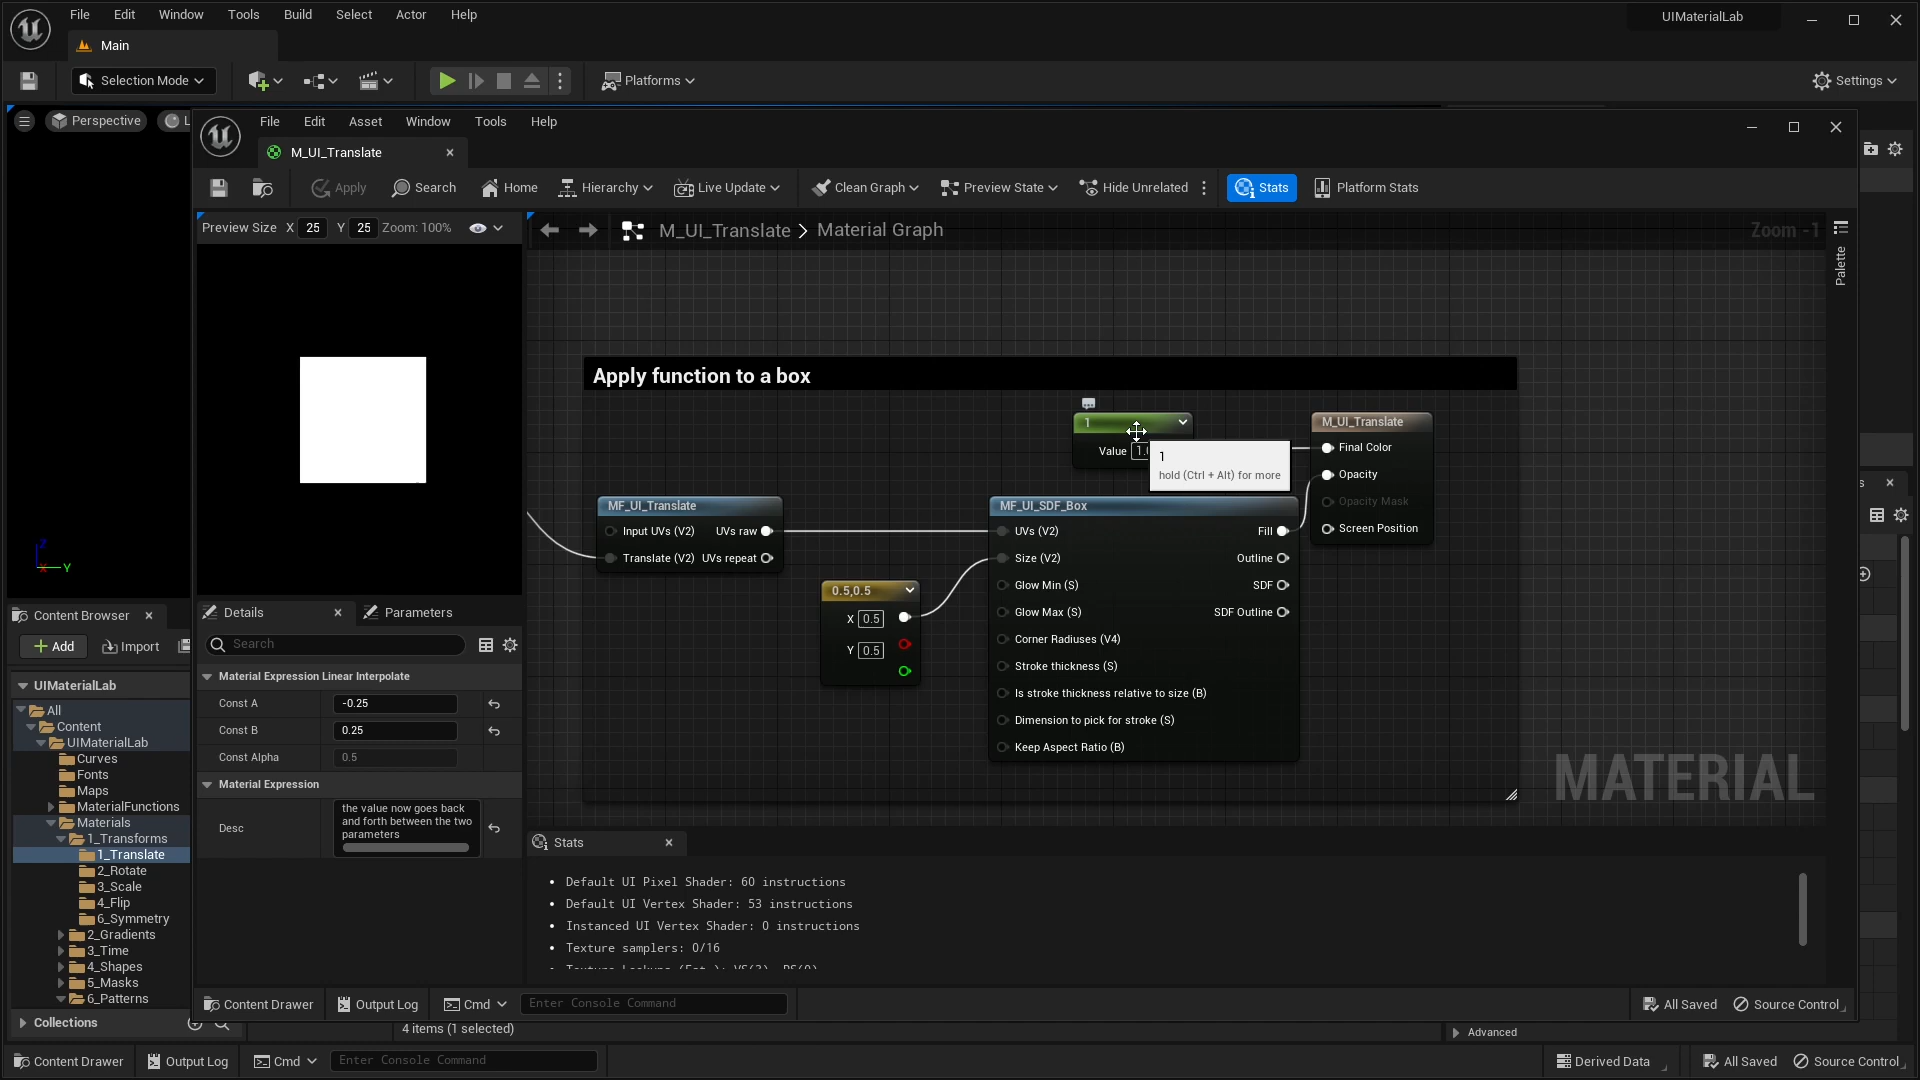 File Edit Window Tools Build Select Actor Help
UIMaterialLab
Main
Selection Mode
Platforms
Settings
Perspective
L
File Edit Asset Window Tools Help
M_UI_Translate
Apply Search Home Hierarchy Live Update Clean Graph Preview State Hide Unrelated Stats Platform Stats
Preview Size X 25 Y 25 Zoom: 100%
M_UI_Translate > Material Graph
Zoom -1
Palette
Apply function to a box
1
Value
1
hold (Ctrl + Alt) for more
M_UI_Translate
Final Color
Opacity
Opacity Mask
Screen Position
MF_UI_Translate
Input UVs (V2) UVs raw
Translate (V2) UVs repeat
0.5,0.5
X 0.5
Y 0.5
MF_UI_SDF_Box
UVs (V2) Fill
Size (V2) Outline
Glow Min (S) SDF
Glow Max (S) SDF Outline
Corner Radiuses (V4)
Stroke thickness (S)
Is stroke thickness relative to size (B)
Dimension to pick for stroke (S)
Keep Aspect Ratio (B)
MATERIAL
Z
X
Y
Content Browser
Add Import
UIMaterialLab
All
Content
UIMaterialLab
Curves
Fonts
Maps
MaterialFunctions
Materials
1_Transforms
1_Translate
2_Rotate
3_Scale
4_Flip
6_Symmetry
2_Gradients
3_Time
4_Shapes
5_Masks
6_Patterns
Collections
Details
Parameters
Search
Material Expression Linear Interpolate
Const A -0.25
Const B 0.25
Const Alpha 0.5
Material Expression
Desc
the value now goes back
and forth between the two
parameters
Stats
Default UI Pixel Shader: 60 instructions
Default UI Vertex Shader: 53 instructions
Instanced UI Vertex Shader: 0 instructions
Texture samplers: 0/16
Content Drawer Output Log Cmd Enter Console Command
All Saved Source Control
4 items (1 selected)
Advanced
Content Drawer Output Log Cmd Enter Console Command
Derived Data All Saved Source Control